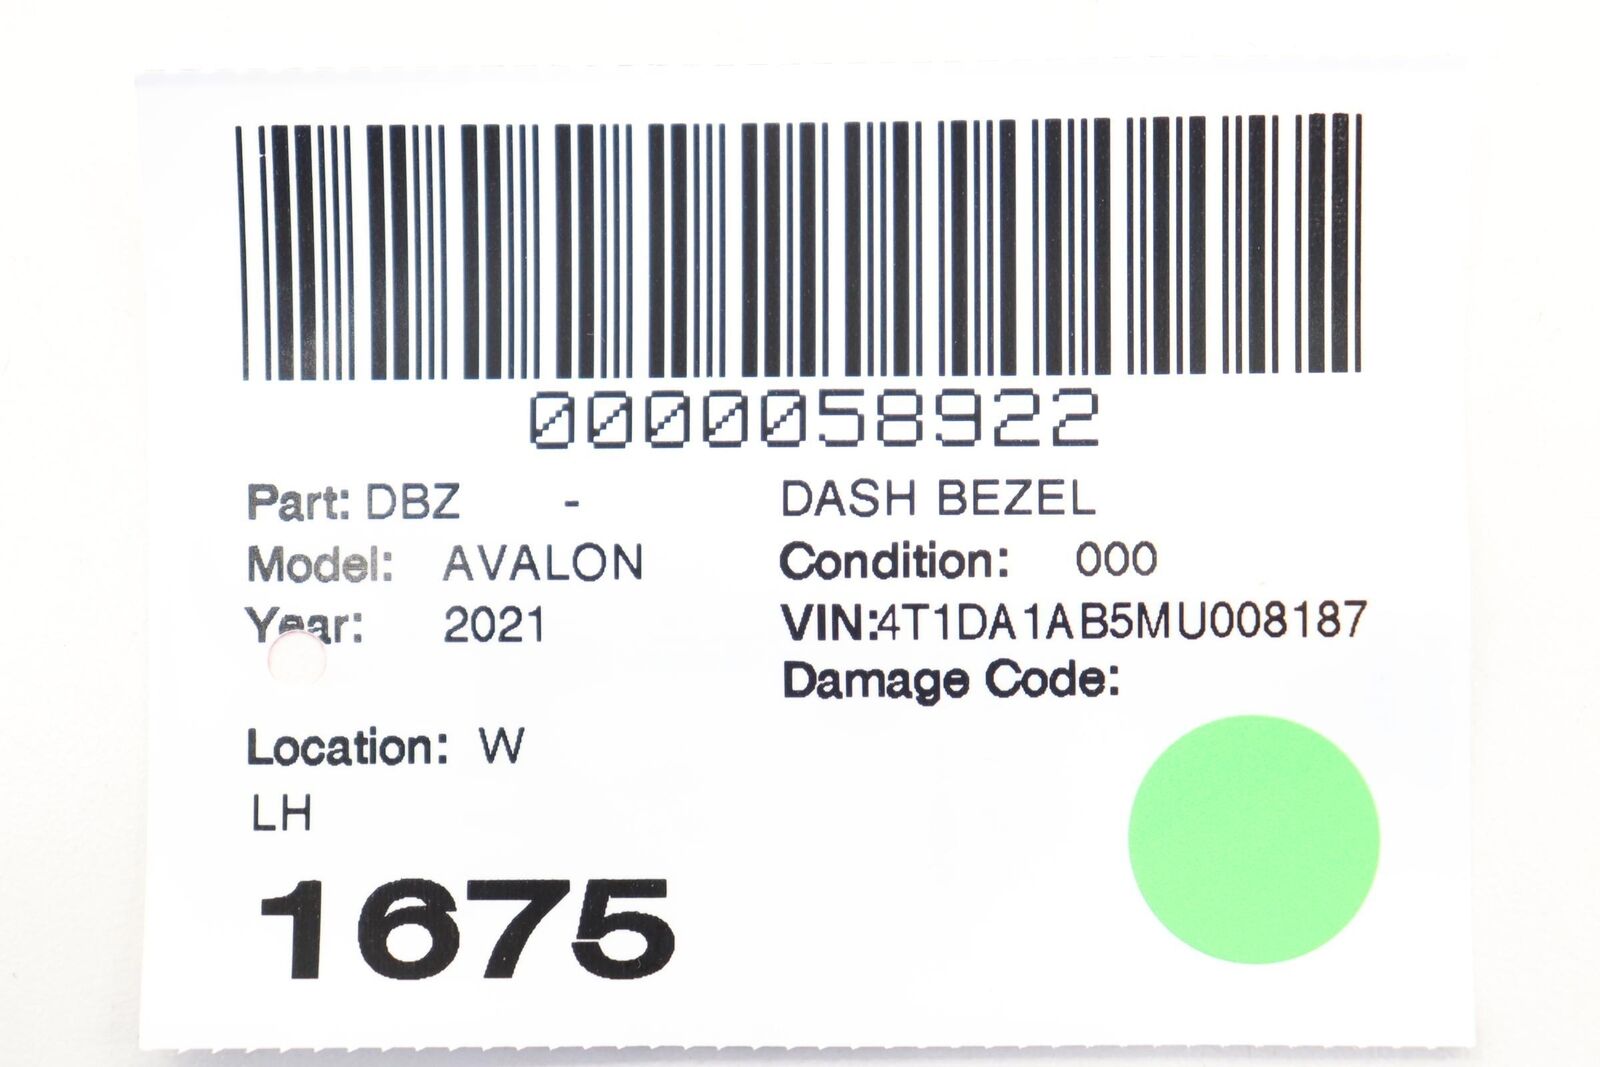 0000058922
Part: DBZ - DASH BEZEL
Model: AVALON Condition: 000
Year: 2021 VIN:4T1DA1AB5MU008187
Damage Code:
Location: W
LH
1675